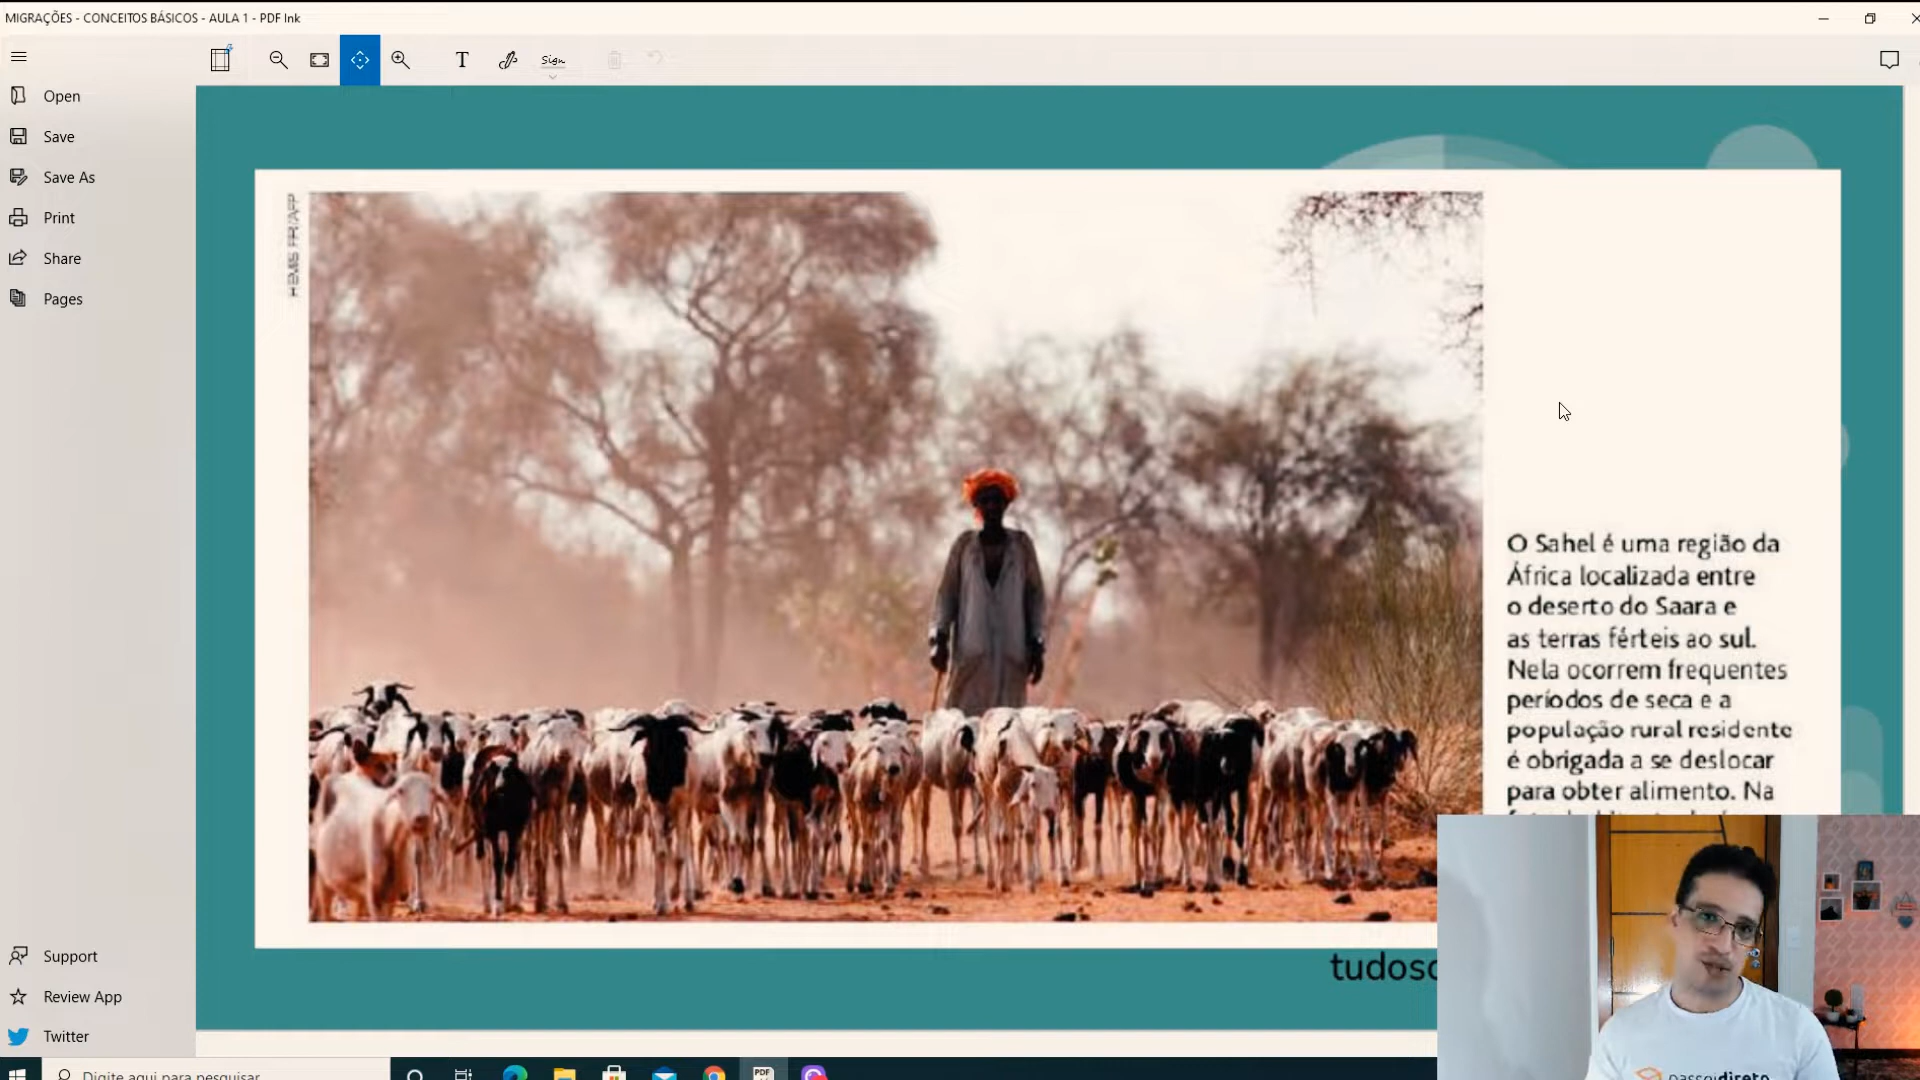 MIGRAÇÕES - CONCEITOS BÁSICOS - AULA 1 - PDF Ink
Sign
Open
Save
Save As
Print
Share
Pages
O Sahel é uma região da
África localizada entre
o deserto do Saara e
as terras férteis ao sul.
Nela ocorrem frequentes
períodos de seca e a
população rural residente
é obrigada a se deslocar
para obter alimento. Na
Support
Review App
Twitter
Digite aqui para pesquisar
PDF